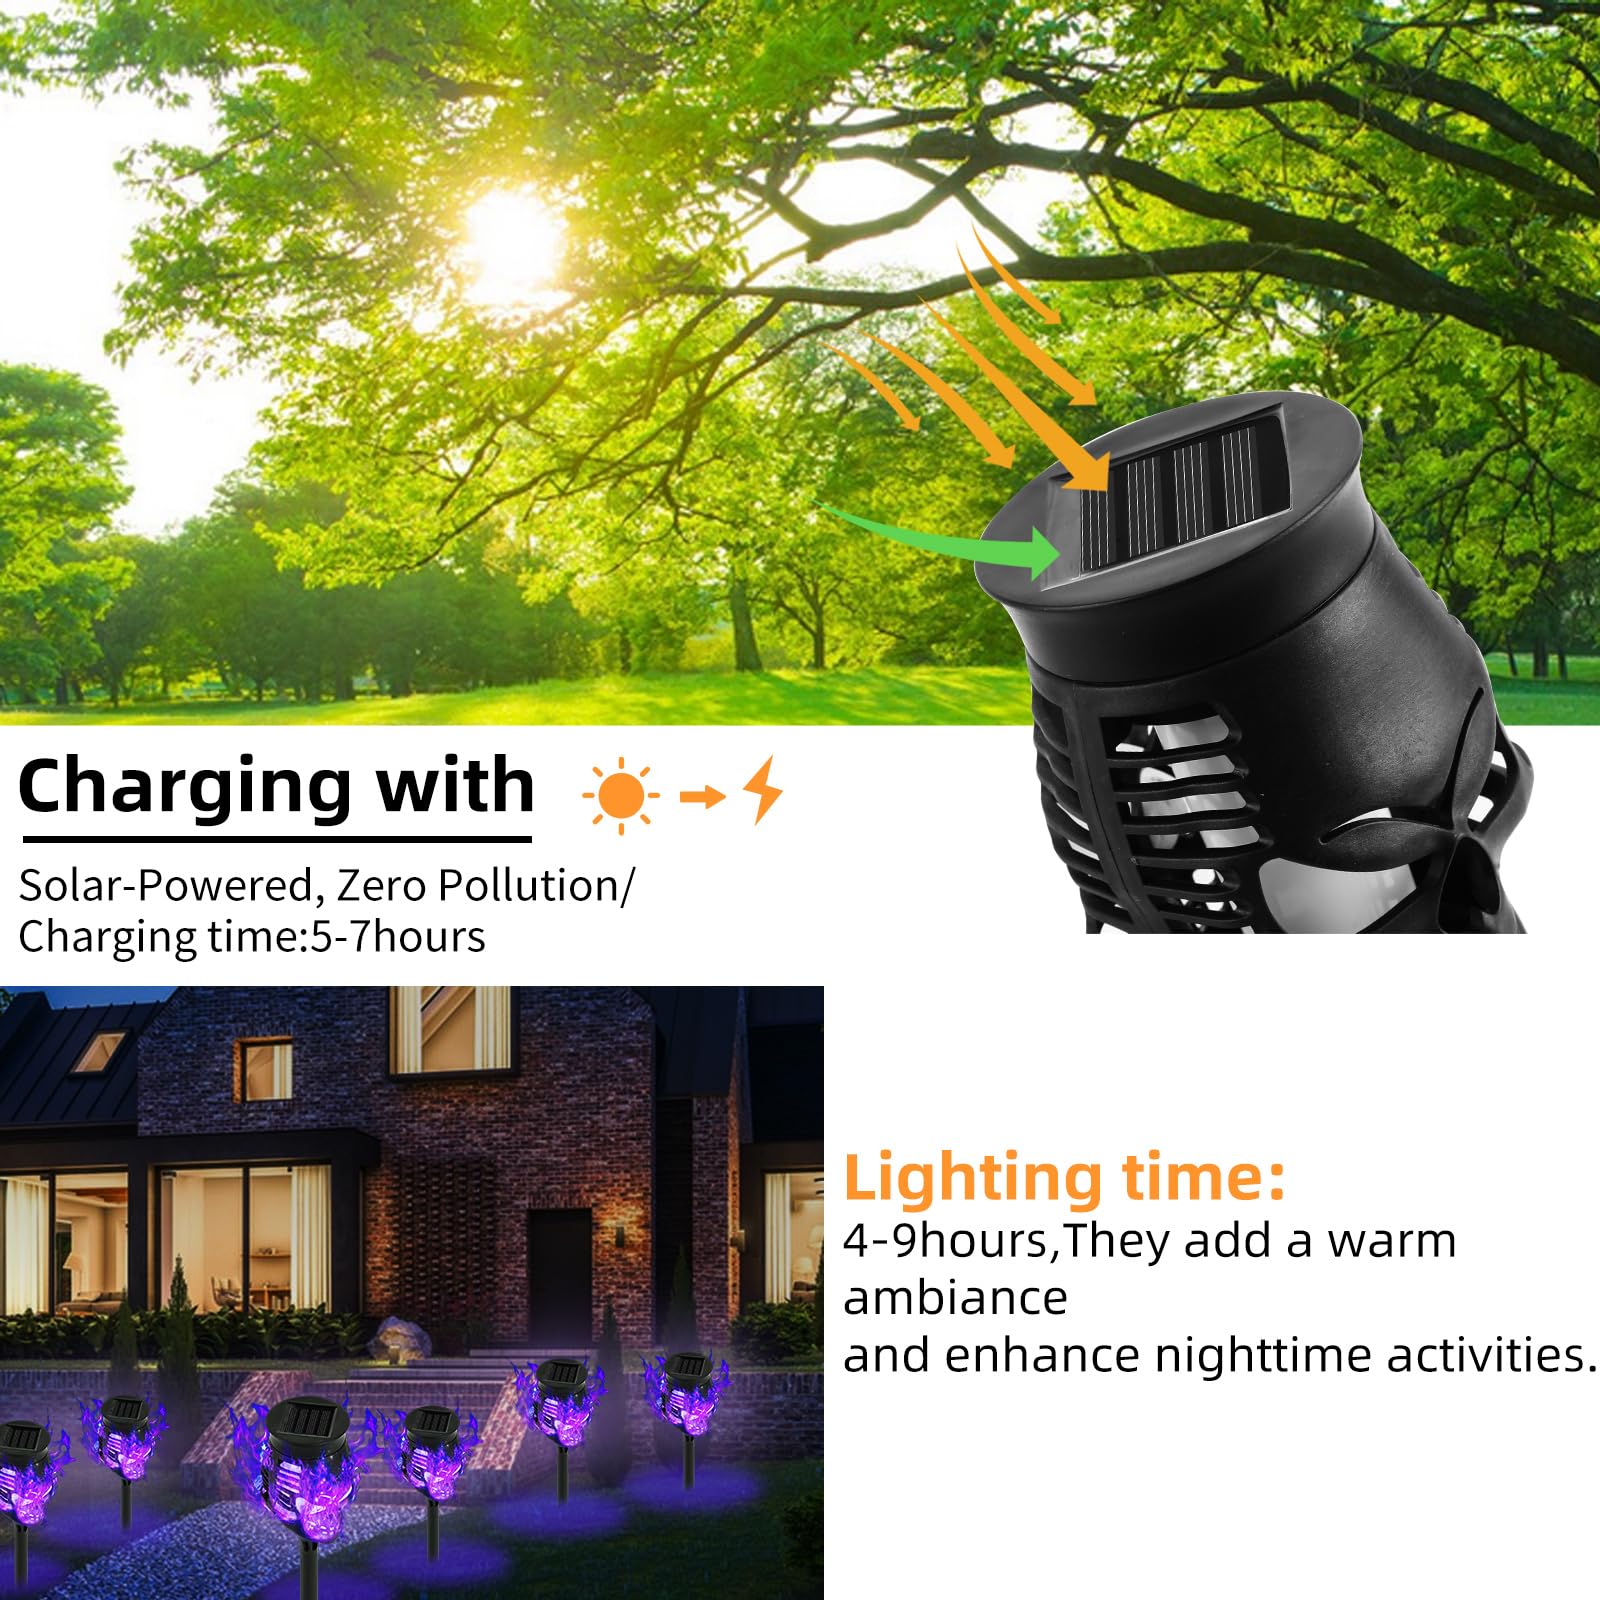 Charging with
Solar-Powered, Zero Pollution/
Charging time:5-7hours
Lighting time:
4-9hours,They add a warm
ambiance
and enhance nighttime activities.